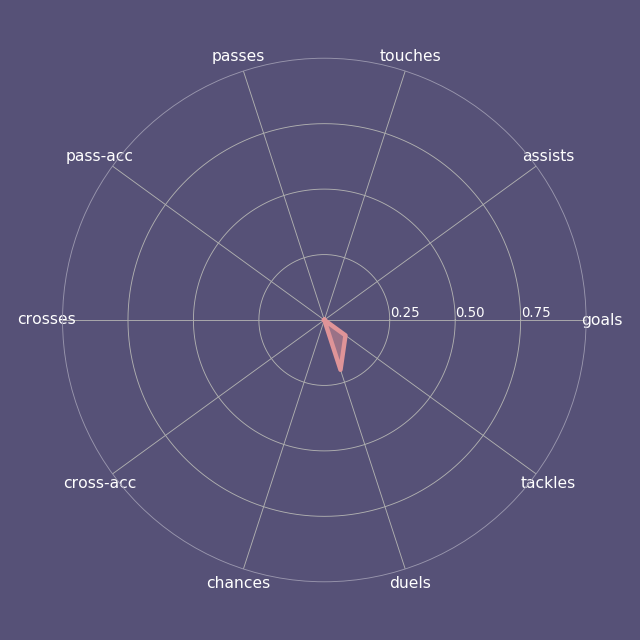 passes
touches
pass-acc
assists
crosses
0.25
0.50
0.75
goals
cross-acc
tackles
chances
duels